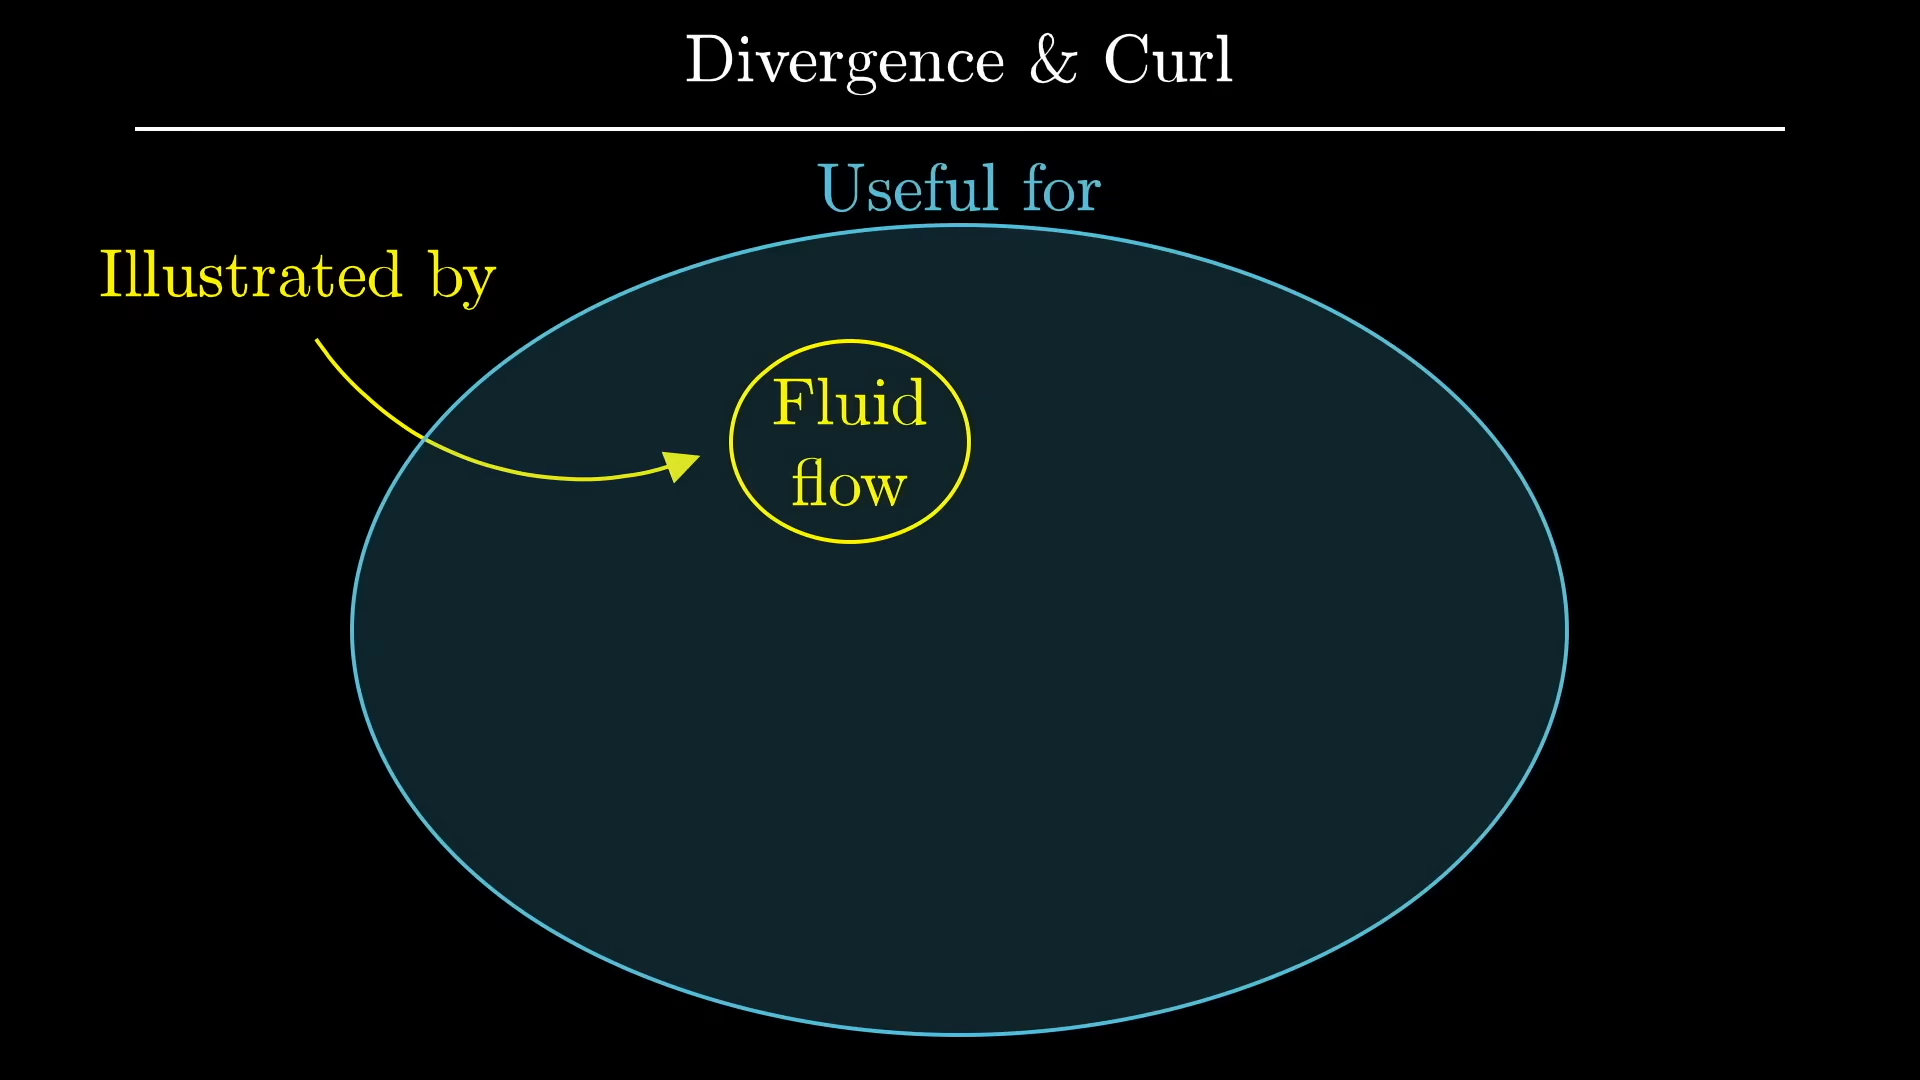 Divergence & Curl
Useful for
Illustrated by
Fluid
flow